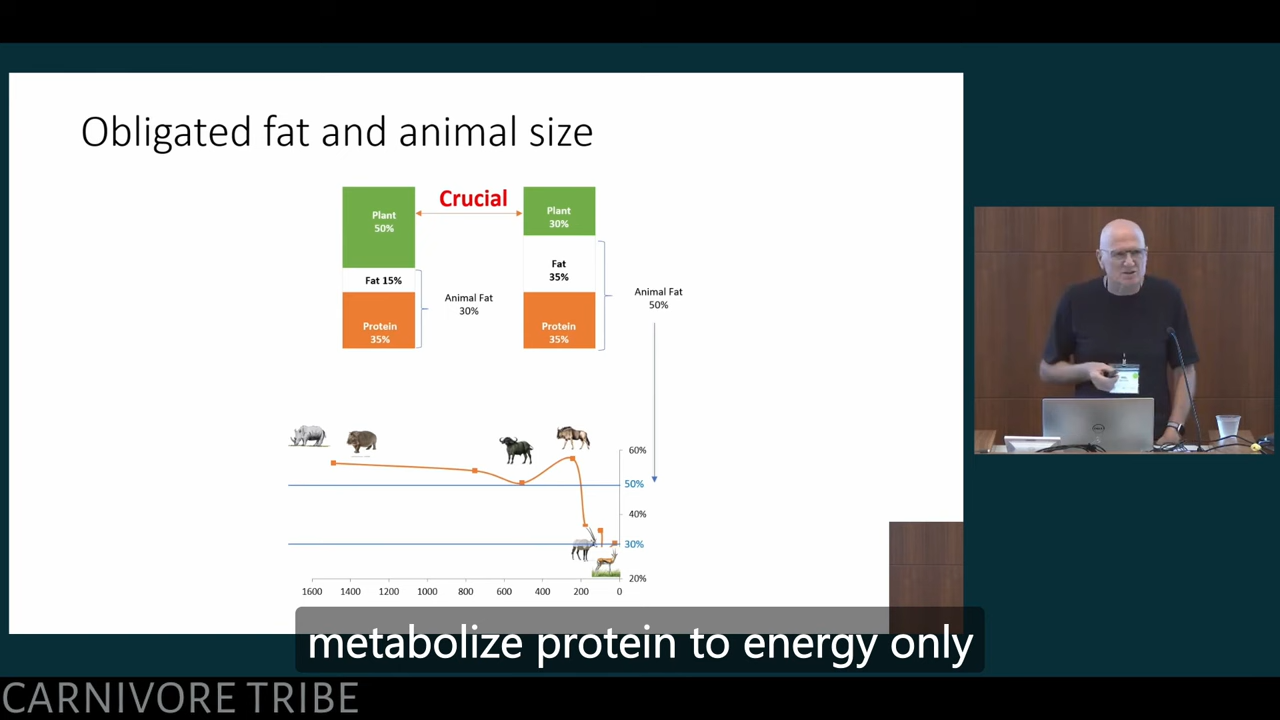 Obligated fat and animal size
Crucial
Plant
50%
Fat 15%
Protein
35%
Animal Fat
30%
Plant
30%
Fat
35%
Protein
35%
Animal Fat
50%
60%
50%
40%
30%
20%
1600
1400
1200
1000
800
600
400
200
0
metabolize protein to energy only
CARNIVORE TRIBE